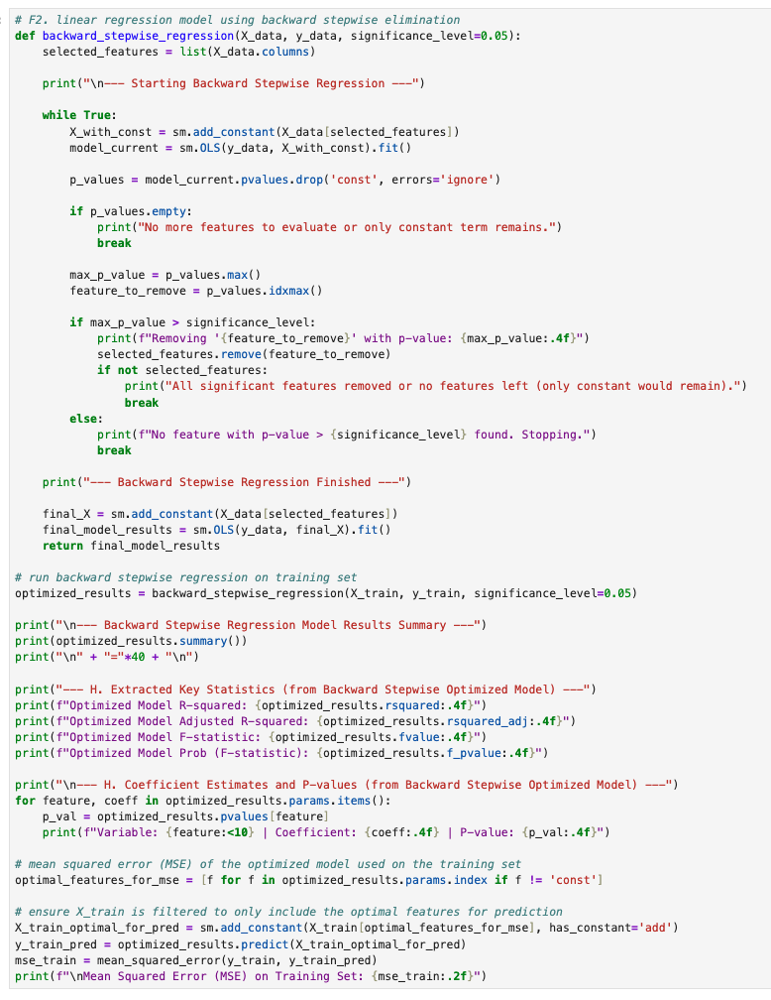 # F2. linear regression model using backward stepwise elimination
def backward_stepwise_regression(X_data, y_data, significance_level=0.05):
    selected_features = list(X_data.columns)

    print("\n--- Starting Backward Stepwise Regression ---")

    while True:
        X_with_const = sm.add_constant(X_data[selected_features])
        model_current = sm.OLS(y_data, X_with_const).fit()

        p_values = model_current.pvalues.drop('const', errors='ignore')

        if p_values.empty:
            print("No more features to evaluate or only constant term remains.")
            break

        max_p_value = p_values.max()
        feature_to_remove = p_values.idxmax()

        if max_p_value > significance_level:
            print(f"Removing '{feature_to_remove}' with p-value: {max_p_value:.4f}")
            selected_features.remove(feature_to_remove)
            if not selected_features:
                print("All significant features removed or no features left (only constant would remain).")
                break
        else:
            print(f"No feature with p-value > {significance_level} found. Stopping.")
            break

    print("--- Backward Stepwise Regression Finished ---")

    final_X = sm.add_constant(X_data[selected_features])
    final_model_results = sm.OLS(y_data, final_X).fit()
    return final_model_results

# run backward stepwise regression on training set
optimized_results = backward_stepwise_regression(X_train, y_train, significance_level=0.05)

print("\n--- Backward Stepwise Regression Model Results Summary ---")
print(optimized_results.summary())
print("\n" + "="*40 + "\n")

print("--- H. Extracted Key Statistics (from Backward Stepwise Optimized Model) ---")
print(f"Optimized Model R-squared: {optimized_results.rsquared:.4f}")
print(f"Optimized Model Adjusted R-squared: {optimized_results.rsquared_adj:.4f}")
print(f"Optimized Model F-statistic: {optimized_results.fvalue:.4f}")
print(f"Optimized Model Prob (F-statistic): {optimized_results.f_pvalue:.4f}")

print("\n--- H. Coefficient Estimates and P-values (from Backward Stepwise Optimized Model) ---")
for feature, coeff in optimized_results.params.items():
    p_val = optimized_results.pvalues[feature]
    print(f"Variable: {feature:<10} | Coefficient: {coeff:.4f} | P-value: {p_val:.4f}")

# mean squared error (MSE) of the optimized model used on the training set
optimal_features_for_mse = [f for f in optimized_results.params.index if f != 'const']

# ensure X_train is filtered to only include the optimal features for prediction
X_train_optimal_for_pred = sm.add_constant(X_train[optimal_features_for_mse], has_constant='add')
y_train_pred = optimized_results.predict(X_train_optimal_for_pred)
mse_train = mean_squared_error(y_train, y_train_pred)
print(f"\nMean Squared Error (MSE) on Training Set: {mse_train:.2f}")